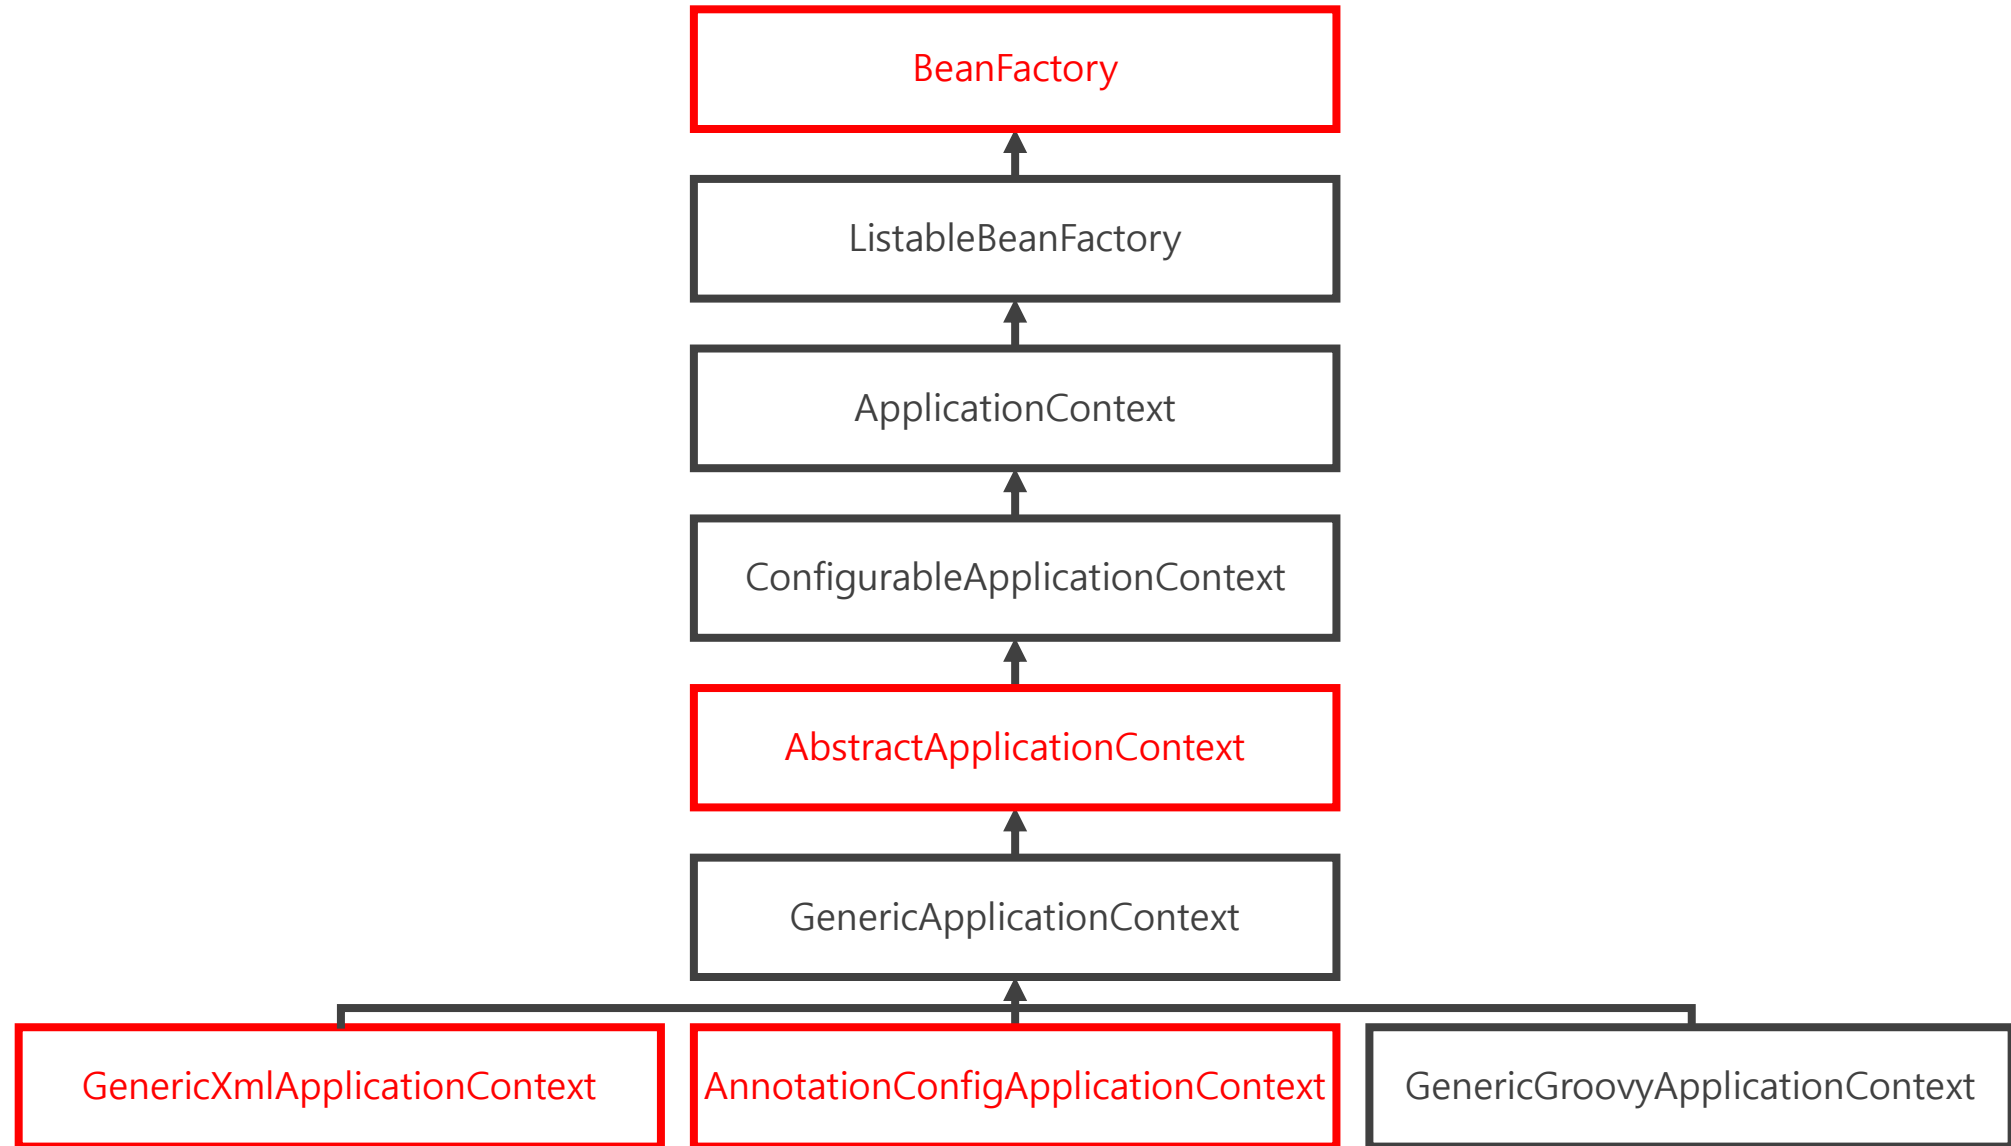 BeanFactory
ListableBeanFactory
ApplicationContext
ConfigurableApplicationContext
AbstractApplicationContext
GenericApplicationContext
GenericXmlApplicationContext
AnnotationConfigApplicationContext
GenericGroovyApplicationContext